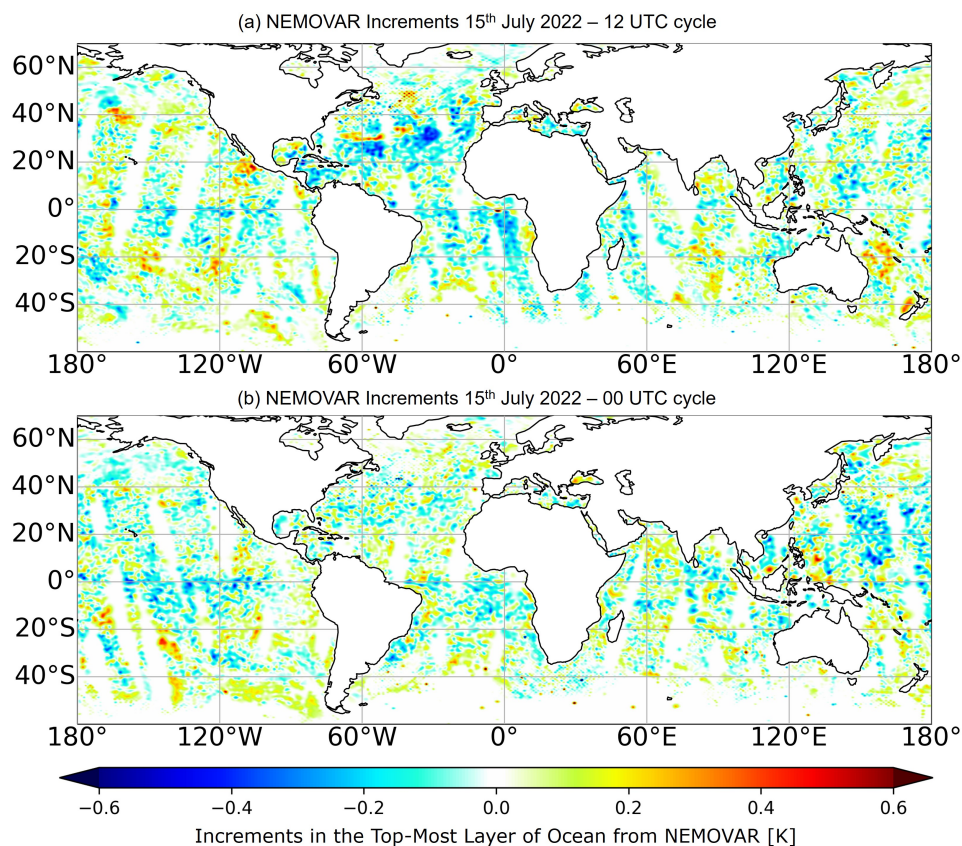 (a) NEMOVAR Increments 15th July 2022 – 12 UTC cycle
60°N
40°N
20°N
0°
20°S
40°S
180° 120°W 60°W 0° 60°E 120°E 180°
(b) NEMOVAR Increments 15th July 2022 – 00 UTC cycle
60°N
40°N
20°N
0°
20°S
40°S
180° 120°W 60°W 0° 60°E 120°E 180°
−0.6 −0.4 −0.2 0.0 0.2 0.4 0.6
Increments in the Top-Most Layer of Ocean from NEMOVAR [K]